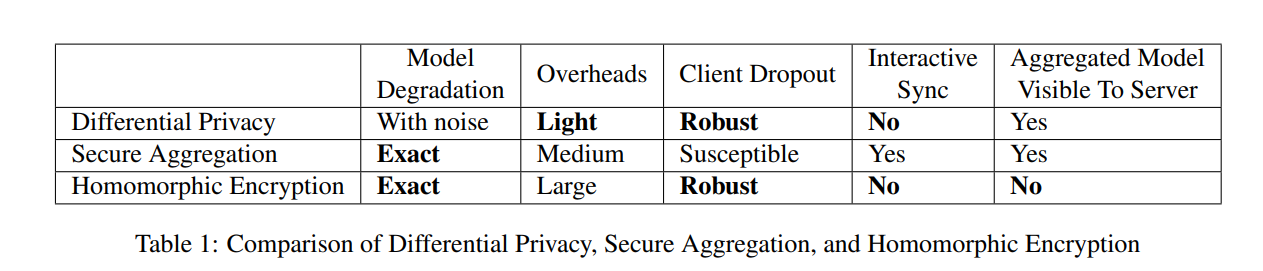 Model Degradation Overheads Client Dropout Interactive Sync Aggregated Model Visible To Server
Differential Privacy With noise Light Robust No Yes
Secure Aggregation Exact Medium Susceptible Yes Yes
Homomorphic Encryption Exact Large Robust No No
Table 1: Comparison of Differential Privacy, Secure Aggregation, and Homomorphic Encryption